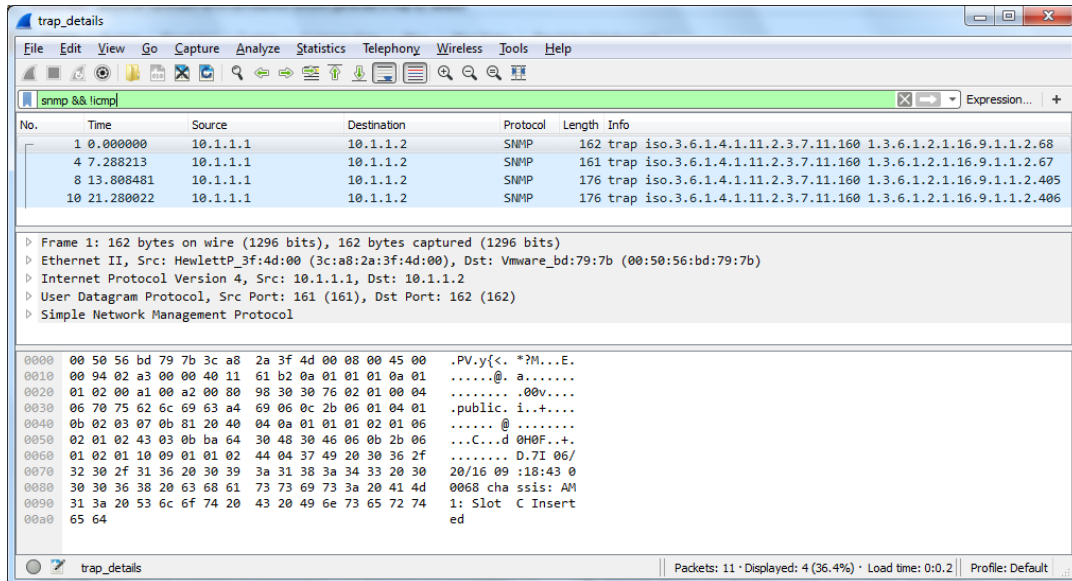 trap_details
File Edit View Go Capture Analyze Statistics Telephony Wireless Tools Help
snmp && !icmp
Expression... +
No. Time Source Destination Protocol Length Info
1 0.000000 10.1.1.1 10.1.1.2 SNMP 162 trap iso.3.6.1.4.1.11.2.3.7.11.160 1.3.6.1.2.1.16.9.1.1.2.68
4 7.288213 10.1.1.1 10.1.1.2 SNMP 161 trap iso.3.6.1.4.1.11.2.3.7.11.160 1.3.6.1.2.1.16.9.1.1.2.67
8 13.808481 10.1.1.1 10.1.1.2 SNMP 176 trap iso.3.6.1.4.1.11.2.3.7.11.160 1.3.6.1.2.1.16.9.1.1.2.405
10 21.280022 10.1.1.1 10.1.1.2 SNMP 176 trap iso.3.6.1.4.1.11.2.3.7.11.160 1.3.6.1.2.1.16.9.1.1.2.406
Frame 1: 162 bytes on wire (1296 bits), 162 bytes captured (1296 bits)
Ethernet II, Src: HewlettP_3f:4d:00 (3c:a8:2a:3f:4d:00), Dst: Vmware_bd:79:7b (00:50:56:bd:79:7b)
Internet Protocol Version 4, Src: 10.1.1.1, Dst: 10.1.1.2
User Datagram Protocol, Src Port: 161 (161), Dst Port: 162 (162)
Simple Network Management Protocol
0000 00 50 56 bd 79 7b 3c a8 2a 3f 4d 00 08 00 45 00 .PV.y{<. *?M...E.
0010 00 94 02 a3 00 00 40 11 61 b2 0a 01 01 01 0a 01 ......@. a.......
0020 01 02 00 a1 00 a2 00 80 98 30 30 76 02 01 00 04 ........ .00v....
0030 06 70 75 62 6c 69 63 a4 69 06 0c 2b 06 01 04 01 .public. i..+....
0040 0b 02 03 07 0b 81 20 40 04 0a 01 01 01 02 01 06 ...... @ ........
0050 02 01 02 43 03 0b ba 64 30 48 30 46 06 0b 2b 06 ...C...d 0H0F..+.
0060 01 02 01 10 09 01 01 02 44 04 37 49 20 30 36 2f ........ D.7I 06/
0070 32 30 2f 31 36 20 30 39 3a 31 38 3a 34 33 20 30 20/16 09 :18:43 0
0080 30 30 36 38 20 63 68 61 73 73 69 73 3a 20 41 4d 0068 cha ssis: AM
0090 31 3a 20 53 6c 6f 74 20 43 20 49 6e 73 65 72 74 1: Slot C Insert
00a0 65 64 ed
trap_details Packets: 11 · Displayed: 4 (36.4%) · Load time: 0:0.2 Profile: Default